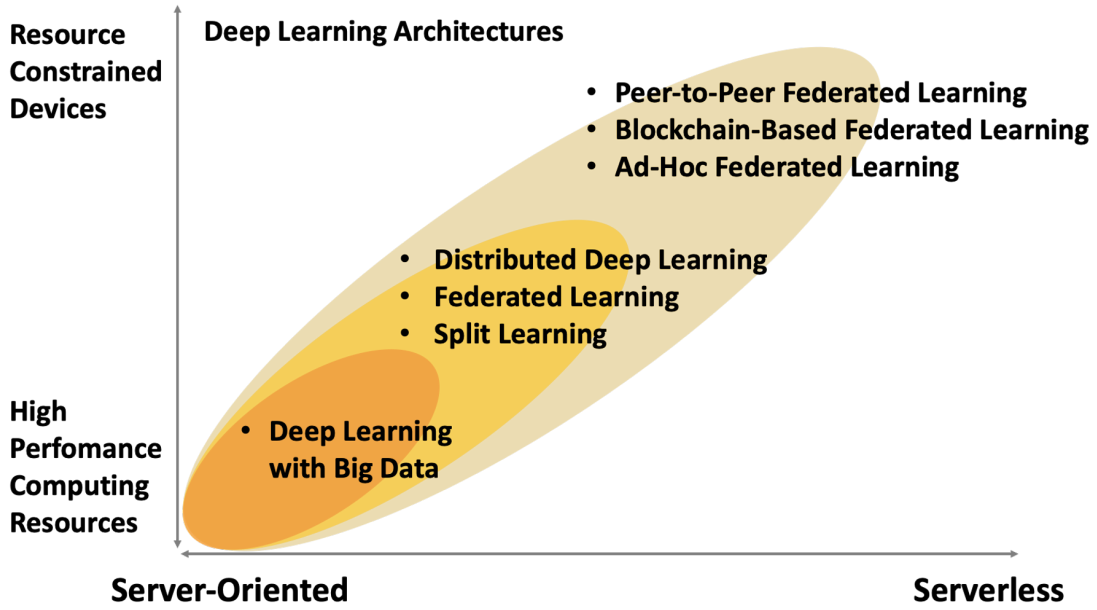 Deep Learning Architectures
Resource
Constrained
Devices
• Peer-to-Peer Federated Learning
• Blockchain-Based Federated Learning
• Ad-Hoc Federated Learning
• Distributed Deep Learning
• Federated Learning
• Split Learning
• Deep Learning
with Big Data
High
Perfomance
Computing
Resources
Server-Oriented
Serverless